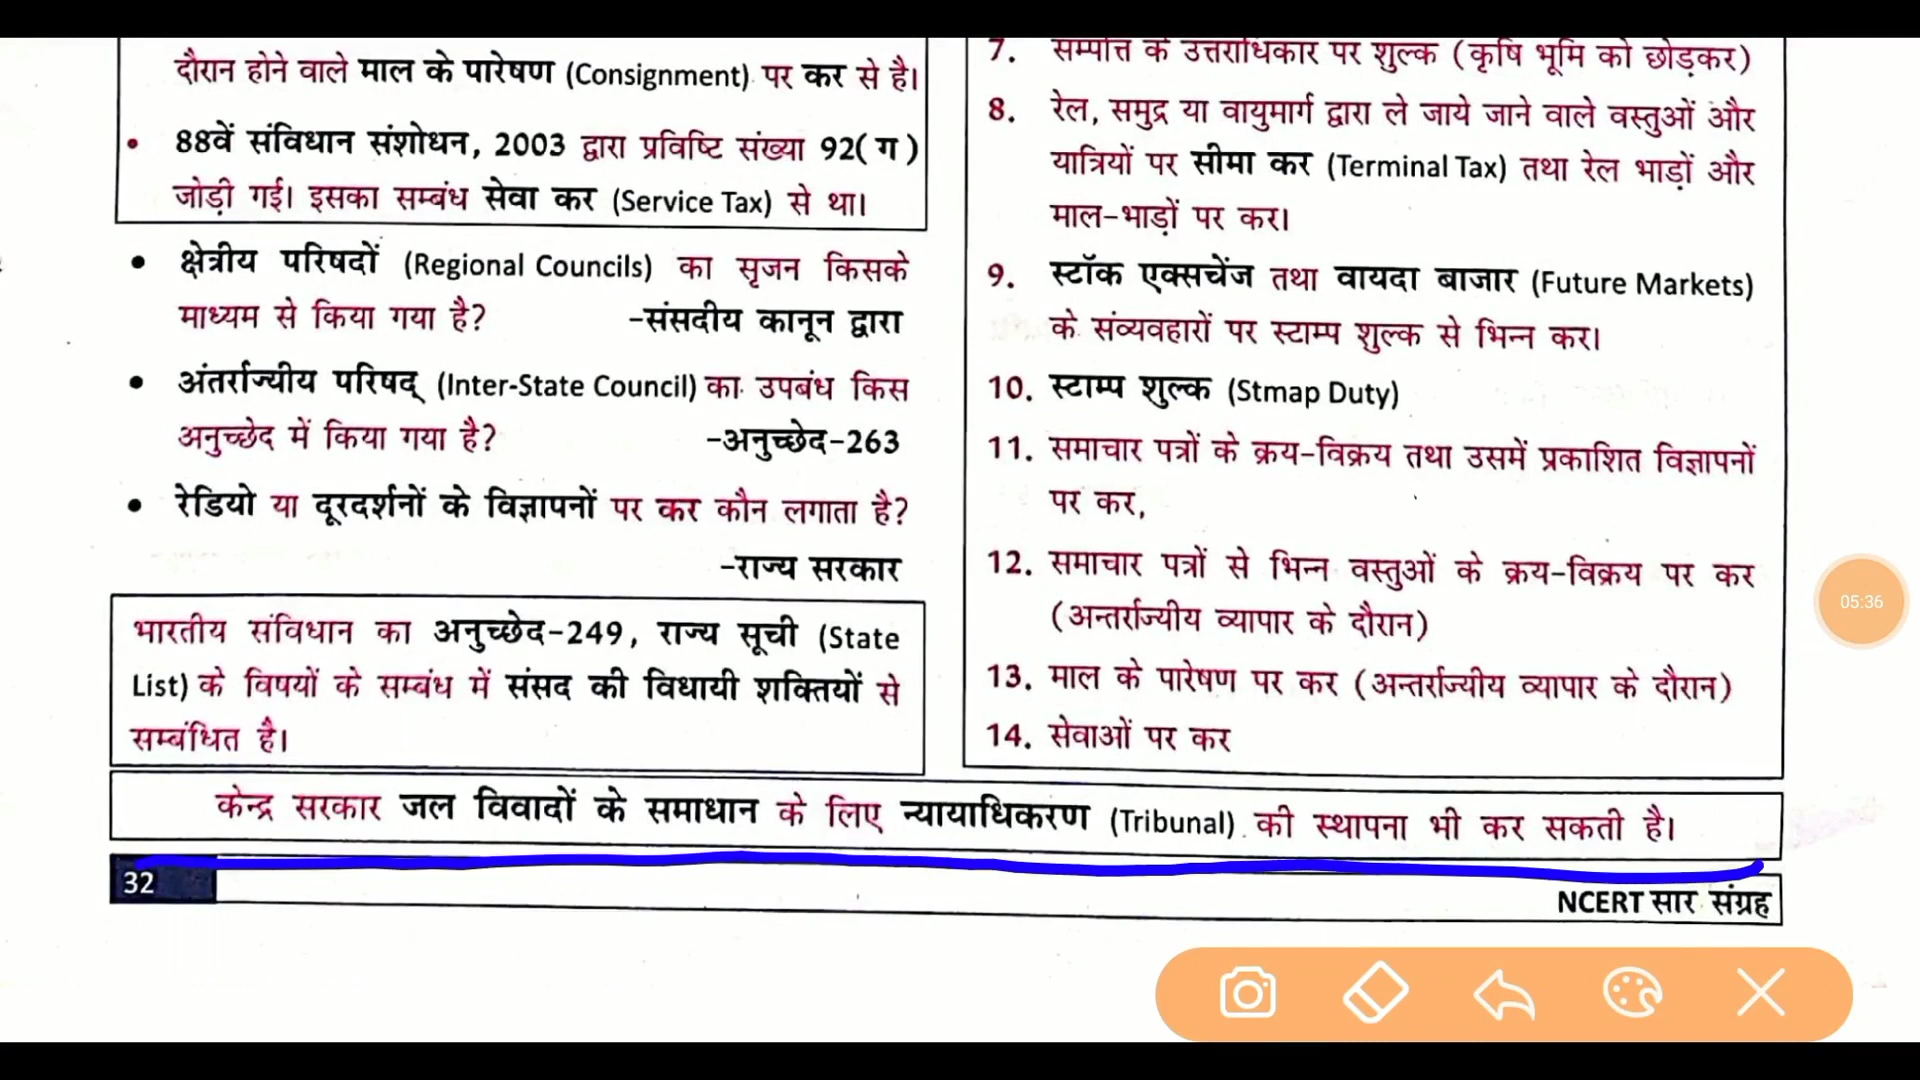 दौरान होने वाले माल के पारेषण (Consignment) पर कर से है।
• 88वें संविधान संशोधन, 2003 द्वारा प्रविष्टि संख्या 92(ग)
जोड़ी गई। इसका सम्बंध सेवा कर (Service Tax) से था।
• क्षेत्रीय परिषदों (Regional Councils) का सृजन किसके
माध्यम से किया गया है? -संसदीय कानून द्वारा
• अंतर्राज्यीय परिषद् (Inter-State Council) का उपबंध किस
अनुच्छेद में किया गया है? -अनुच्छेद-263
• रेडियो या दूरदर्शनों के विज्ञापनों पर कर कौन लगाता है?
-राज्य सरकार
भारतीय संविधान का अनुच्छेद-249, राज्य सूची (State
List) के विषयों के सम्बंध में संसद की विधायी शक्तियों से
सम्बंधित है।
7. सम्पत्ति के उत्तराधिकार पर शुल्क (कृषि भूमि को छोड़कर)
8. रेल, समुद्र या वायुमार्ग द्वारा ले जाये जाने वाले वस्तुओं और
यात्रियों पर सीमा कर (Terminal Tax) तथा रेल भाड़ों और
माल-भाड़ों पर कर।
9. स्टॉक एक्सचेंज तथा वायदा बाजार (Future Markets)
के संव्यवहारों पर स्टाम्प शुल्क से भिन्न कर।
10. स्टाम्प शुल्क (Stmap Duty)
11. समाचार पत्रों के क्रय-विक्रय तथा उसमें प्रकाशित विज्ञापनों
पर कर,
12. समाचार पत्रों से भिन्न वस्तुओं के क्रय-विक्रय पर कर
(अन्तर्राज्यीय व्यापार के दौरान)
13. माल के पारेषण पर कर (अन्तर्राज्यीय व्यापार के दौरान)
14. सेवाओं पर कर
केन्द्र सरकार जल विवादों के समाधान के लिए न्यायाधिकरण (Tribunal) की स्थापना भी कर सकती है।
32
NCERT सार संग्रह
05:36